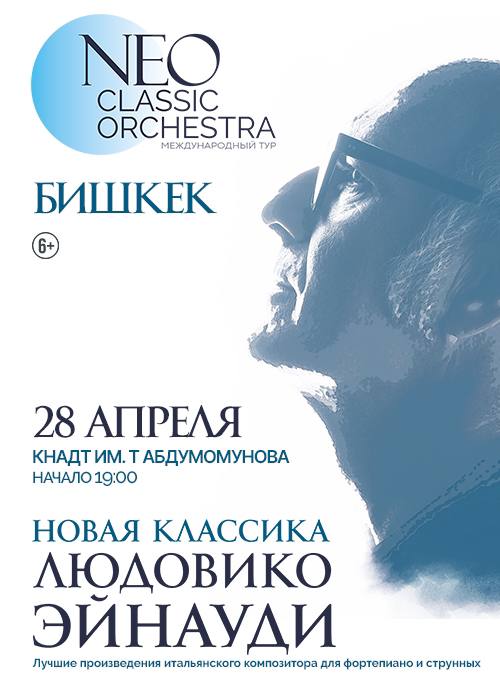 NEO
CLASSIC
ORCHESTRA
МЕЖДУНАРОДНЫЙ ТУР
БИШКЕК
6+
28 АПРЕЛЯ
КНАДТ ИМ. Т АБДУМОМУНОВА
НАЧАЛО 19:00
НОВАЯ КЛАССИКА
ЛЮДОВИКО
ЭЙНАУДИ
Лучшие произведения итальянского композитора для фортепиано и струнных